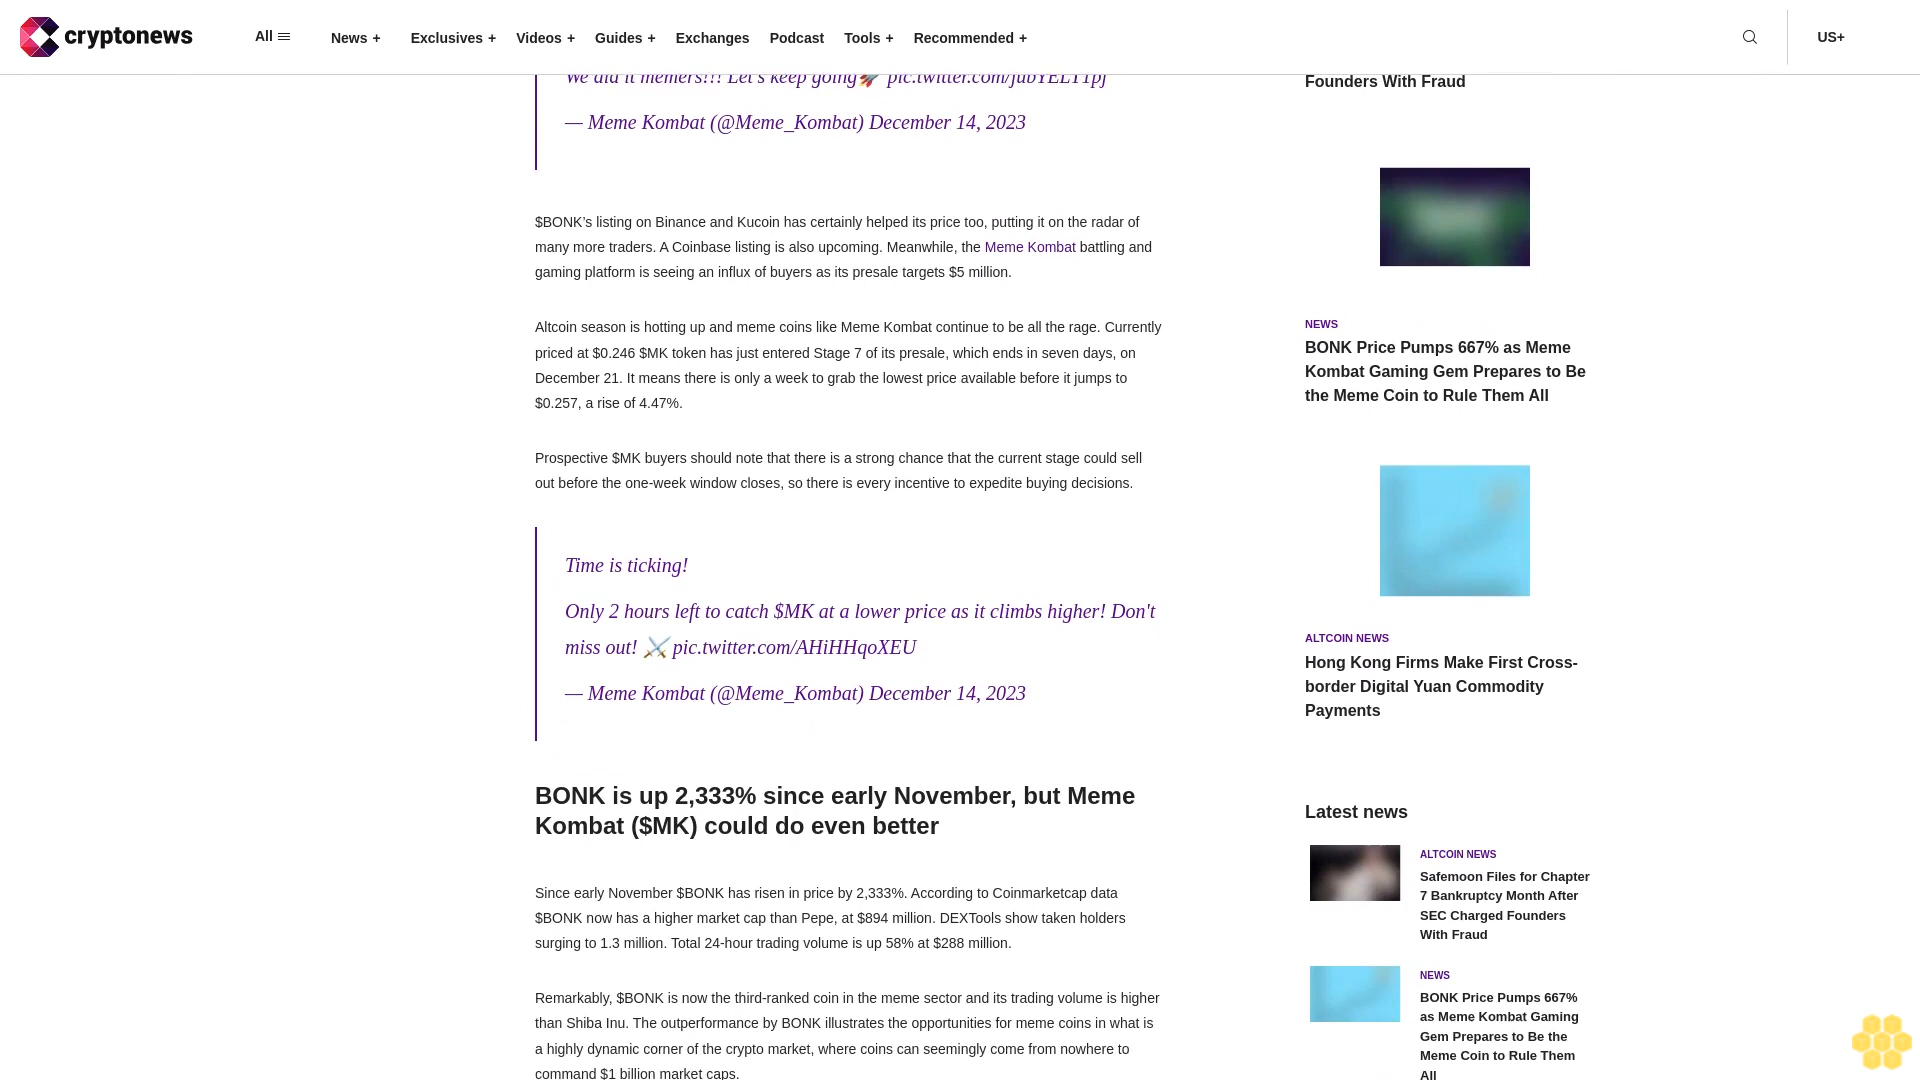 cryptonews
All
News +
Exclusives +
Videos +
Guides +
Exchanges
Podcast
Tools +
Recommended +
US+
We did it memers!!! Let's keep going🚀 pic.twitter.com/jubYELT1pj
— Meme Kombat (@Meme_Kombat) December 14, 2023
$BONK’s listing on Binance and Kucoin has certainly helped its price too, putting it on the radar of
many more traders. A Coinbase listing is also upcoming. Meanwhile, the Meme Kombat battling and
gaming platform is seeing an influx of buyers as its presale targets $5 million.
Altcoin season is hotting up and meme coins like Meme Kombat continue to be all the rage. Currently
priced at $0.246 $MK token has just entered Stage 7 of its presale, which ends in seven days, on
December 21. It means there is only a week to grab the lowest price available before it jumps to
$0.257, a rise of 4.47%.
Prospective $MK buyers should note that there is a strong chance that the current stage could sell
out before the one-week window closes, so there is every incentive to expedite buying decisions.
Time is ticking!
Only 2 hours left to catch $MK at a lower price as it climbs higher! Don't
miss out! ⚔️ pic.twitter.com/AHiHHqoXEU
— Meme Kombat (@Meme_Kombat) December 14, 2023
BONK is up 2,333% since early November, but Meme
Kombat ($MK) could do even better
Since early November $BONK has risen in price by 2,333%. According to Coinmarketcap data
$BONK now has a higher market cap than Pepe, at $894 million. DEXTools show taken holders
surging to 1.3 million. Total 24-hour trading volume is up 58% at $288 million.
Remarkably, $BONK is now the third-ranked coin in the meme sector and its trading volume is higher
than Shiba Inu. The outperformance by BONK illustrates the opportunities for meme coins in what is
a highly dynamic corner of the crypto market, where coins can seemingly come from nowhere to
command $1 billion market caps.
Founders With Fraud
NEWS
BONK Price Pumps 667% as Meme
Kombat Gaming Gem Prepares to Be
the Meme Coin to Rule Them All
ALTCOIN NEWS
Hong Kong Firms Make First Cross-
border Digital Yuan Commodity
Payments
Latest news
ALTCOIN NEWS
Safemoon Files for Chapter
7 Bankruptcy Month After
SEC Charged Founders
With Fraud
NEWS
BONK Price Pumps 667%
as Meme Kombat Gaming
Gem Prepares to Be the
Meme Coin to Rule Them
All